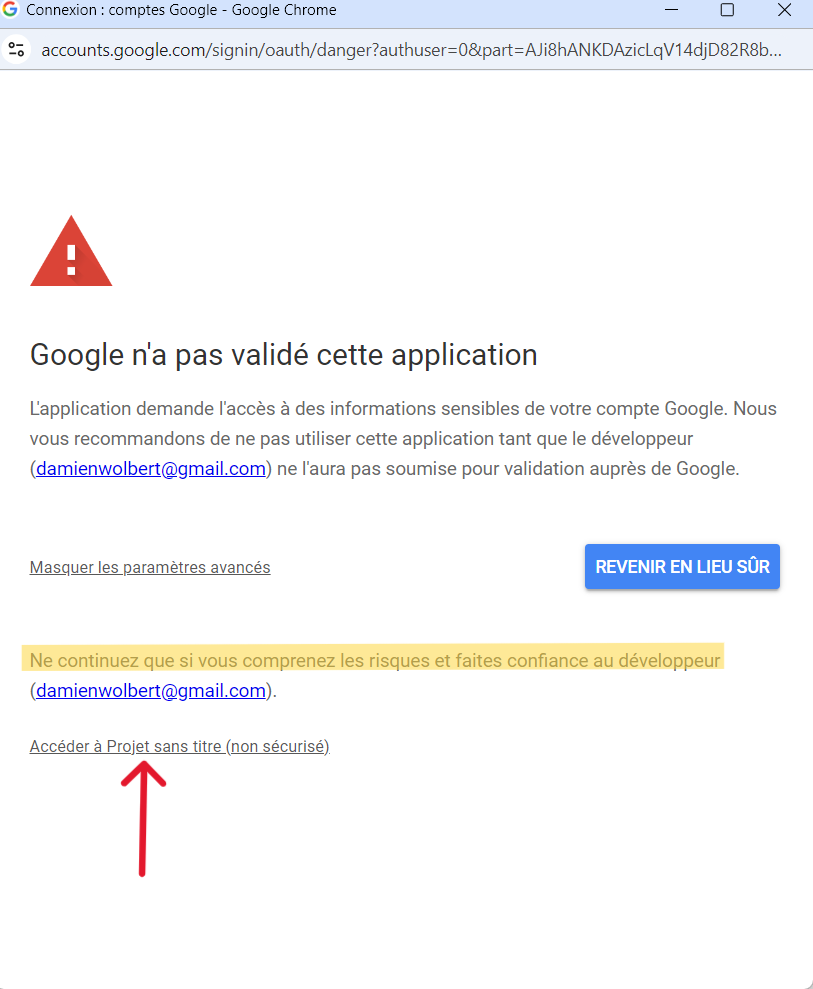 Connexion : comptes Google - Google Chrome
accounts.google.com/signin/oauth/danger?authuser=0&part=AJi8hANKDAzicLqV14djD82R8b...
Google n'a pas validé cette application
L'application demande l'accès à des informations sensibles de votre compte Google. Nous
vous recommandons de ne pas utiliser cette application tant que le développeur
(damienwolbert@gmail.com) ne l'aura pas soumise pour validation auprès de Google.
Masquer les paramètres avancés
REVENIR EN LIEU SÛR
Ne continuez que si vous comprenez les risques et faites confiance au développeur
(damienwolbert@gmail.com).
Accéder à Projet sans titre (non sécurisé)